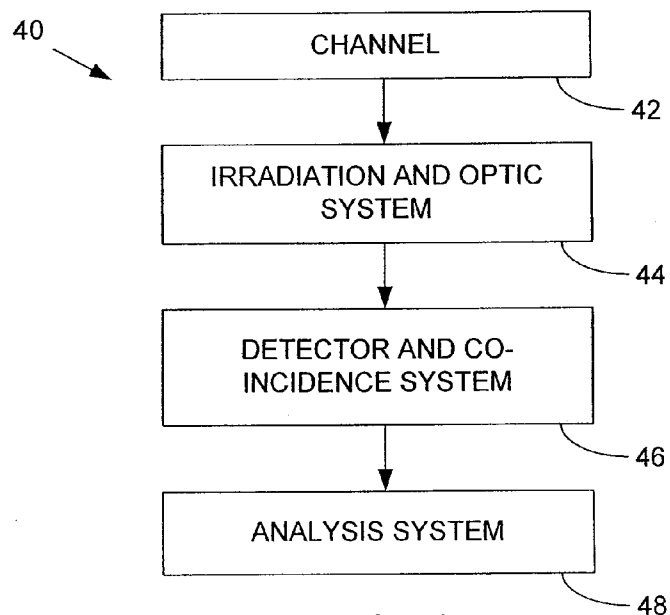 40
CHANNEL
42
IRRADIATION AND OPTIC
SYSTEM
44
DETECTOR AND CO-
INCIDENCE SYSTEM
46
ANALYSIS SYSTEM
48